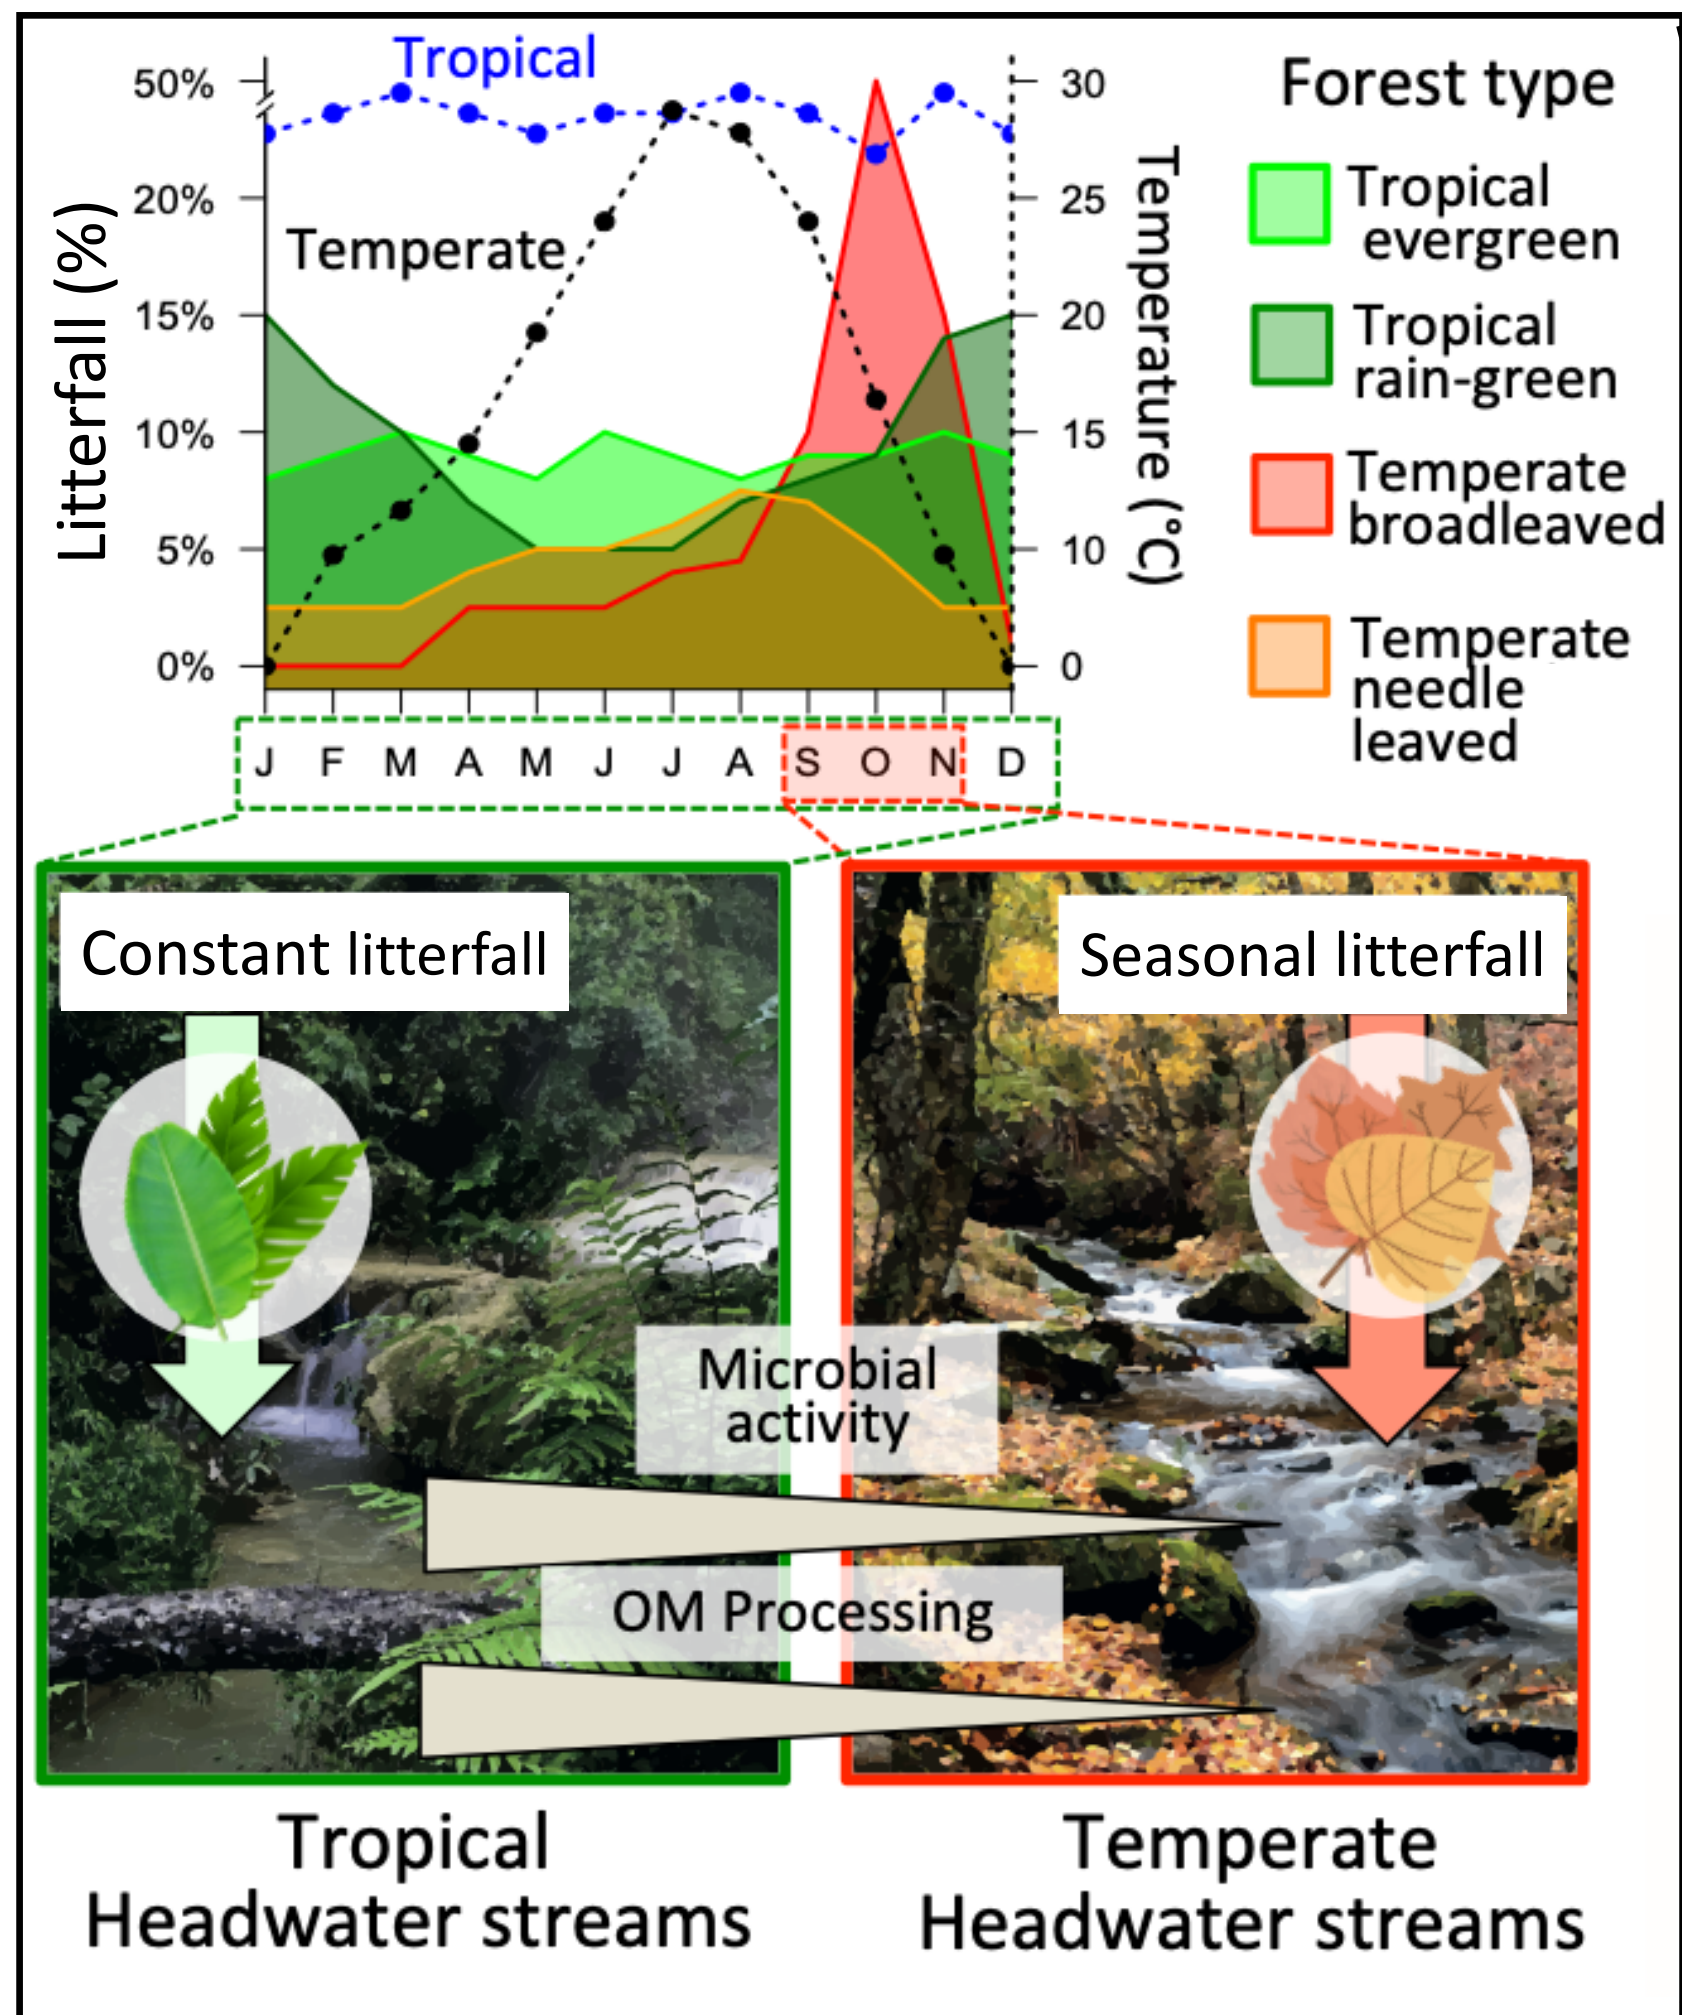 Tropical
Temperate
Litterfall (%)
50%
20%
15%
10%
5%
0%
30
25
20
15
10
0
Temperature (°C)
J F M A M J J A S O N D
Forest type
Tropical
evergreen
Tropical
rain-green
Temperate
broadleaved
Temperate
needle
leaved
Constant litterfall
Seasonal litterfall
Microbial
activity
OM Processing
Tropical
Headwater streams
Temperate
Headwater streams